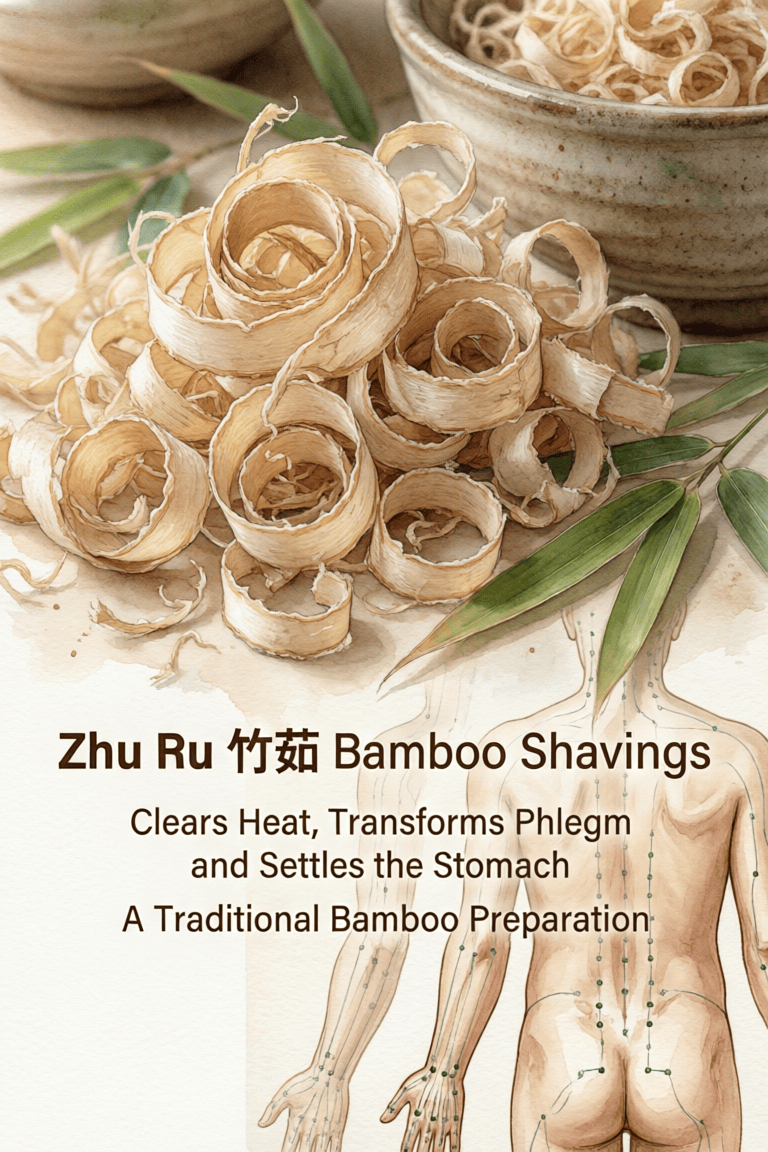 Zhu Ru 竹茹 Bamboo Shavings
Clears Heat, Transforms Phlegm
and Settles the Stomach
A Traditional Bamboo Preparation